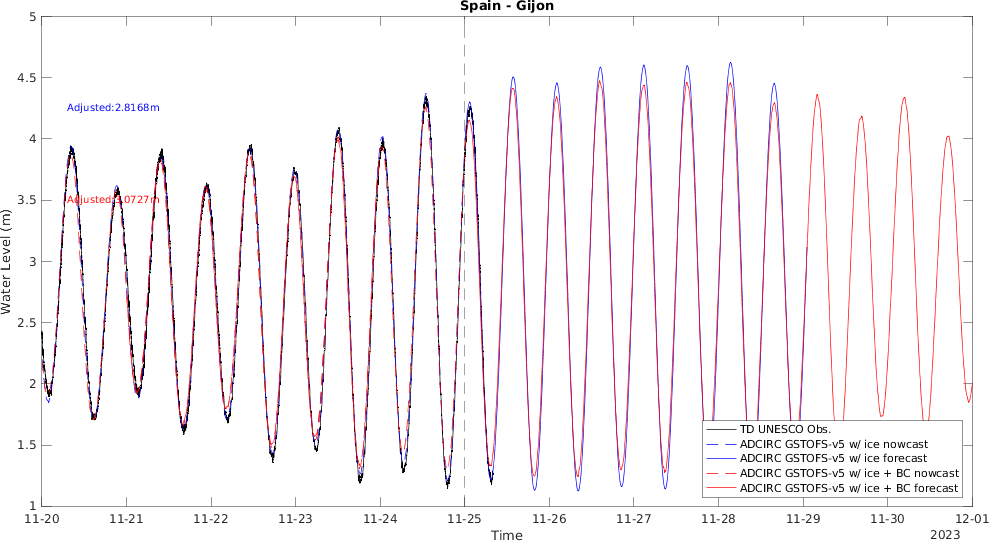 Spain - Gijon
5
4.5
4
3.5
3
2.5
2
1.5
1
Water Level (m)
Adjusted:2.8168m
Adjusted:3.0727m
TD UNESCO Obs.
ADCIRC GSTOFS-v5 w/ ice nowcast
ADCIRC GSTOFS-v5 w/ ice forecast
ADCIRC GSTOFS-v5 w/ ice + BC nowcast
ADCIRC GSTOFS-v5 w/ ice + BC forecast
11-20 11-21 11-22 11-23 11-24 11-25 11-26 11-27 11-28 11-29 11-30 12-01
Time
2023